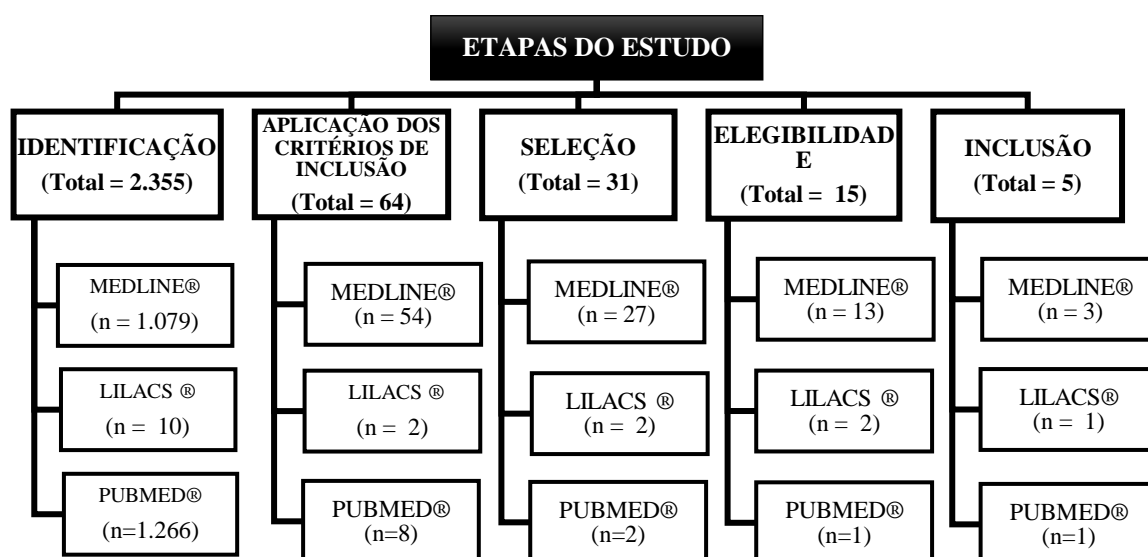 ETAPAS DO ESTUDO
IDENTIFICAÇÃO
(Total = 2.355)
MEDLINE®
(n = 1.079)
LILACS ®
(n = 10)
PUBMED®
(n=1.266)
APLICAÇÃO DOS
CRITÉRIOS DE
INCLUSÃO
(Total = 64)
MEDLINE®
(n = 54)
LILACS ®
(n = 2)
PUBMED®
(n=8)
SELEÇÃO
(Total = 31)
MEDLINE®
(n = 27)
LILACS ®
(n = 2)
PUBMED®
(n=2)
ELEGIBILIDAD
E
(Total = 15)
MEDLINE®
(n = 13)
LILACS ®
(n = 2)
PUBMED®
(n=1)
INCLUSÃO
(Total = 5)
MEDLINE®
(n = 3)
LILACS®
(n = 1)
PUBMED®
(n=1)